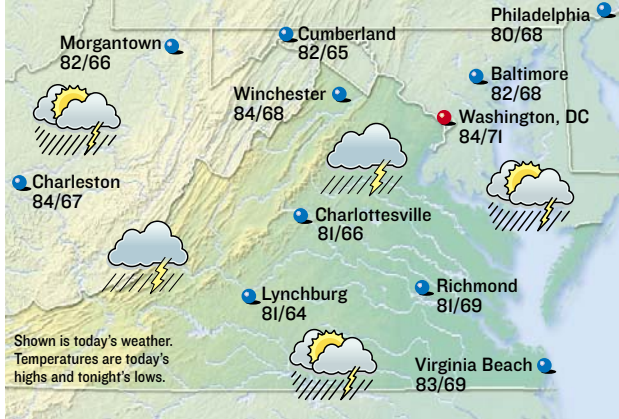 Philadelphia
80/68
Cumberland
82/65
Morgantown
82/66
Baltimore
82/68
Winchester
84/68
Washington, DC
84/71
Charleston
84/67
Charlottesville
81/66
Richmond
81/69
Lynchburg
81/64
Shown is today's weather.
Temperatures are today's
highs and tonight's lows.
Virginia Beach
83/69